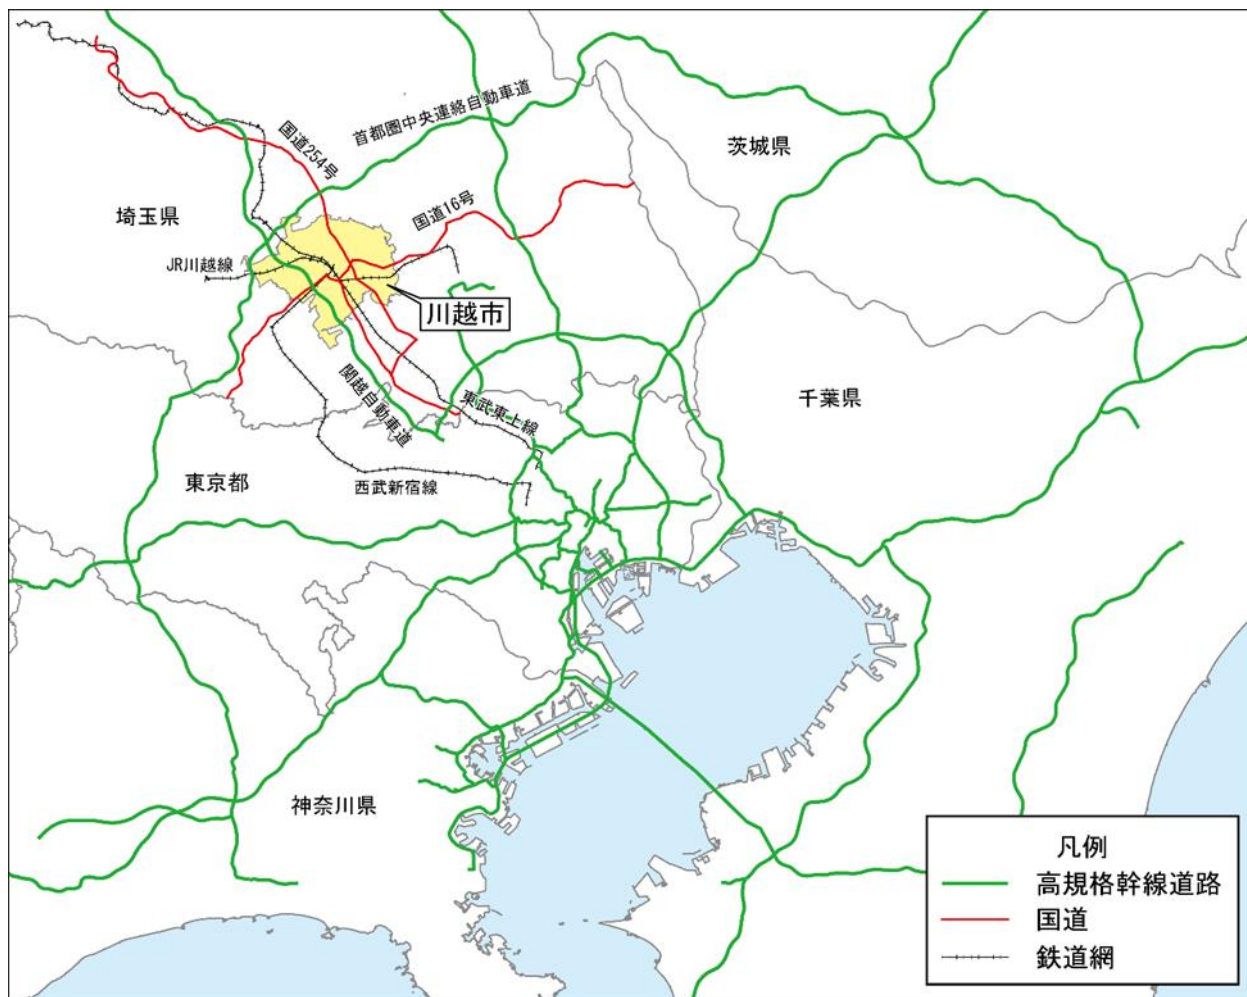 首都圏中央連絡自動車道
国道254号
茨城県
埼玉県
国道16号
JR川越線
川越市
関越自動車道
東武東上線
千葉県
東京都
西武新宿線
神奈川県
凡例
高規格幹線道路
国道
鉄道網